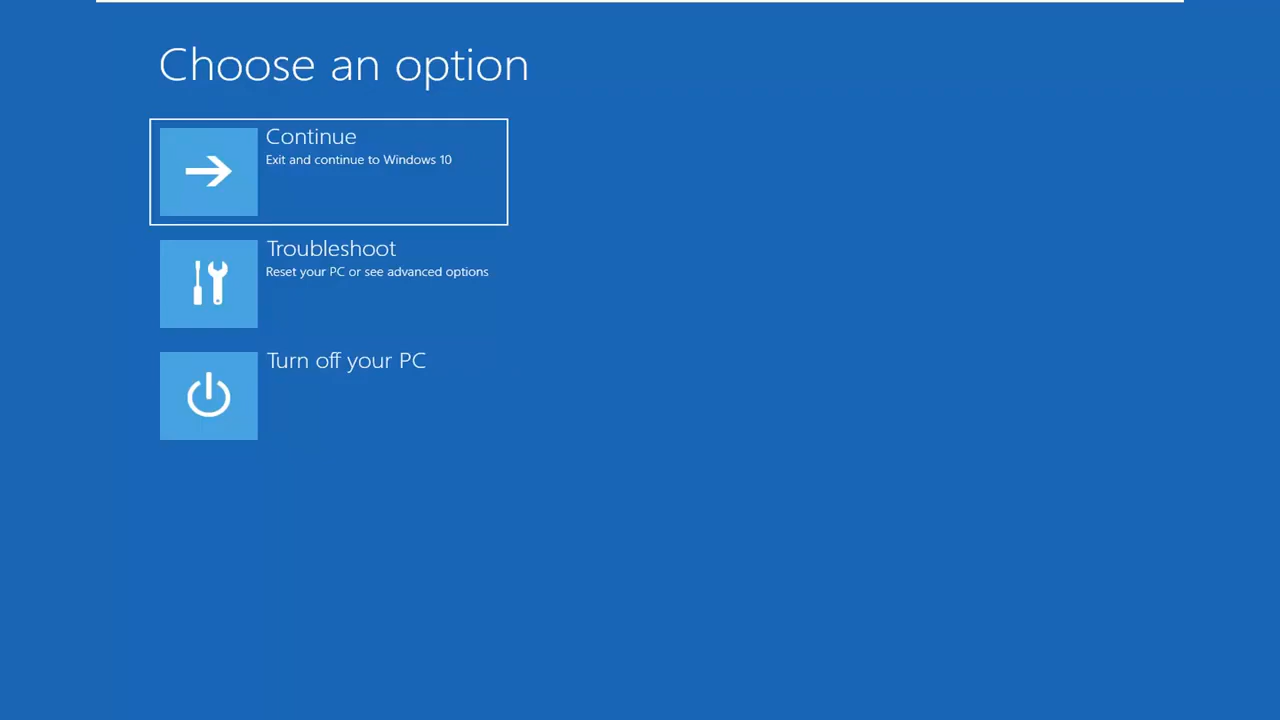 Choose an option
Continue
Exit and continue to Windows 10
Troubleshoot
Reset your PC or see advanced options
Turn off your PC